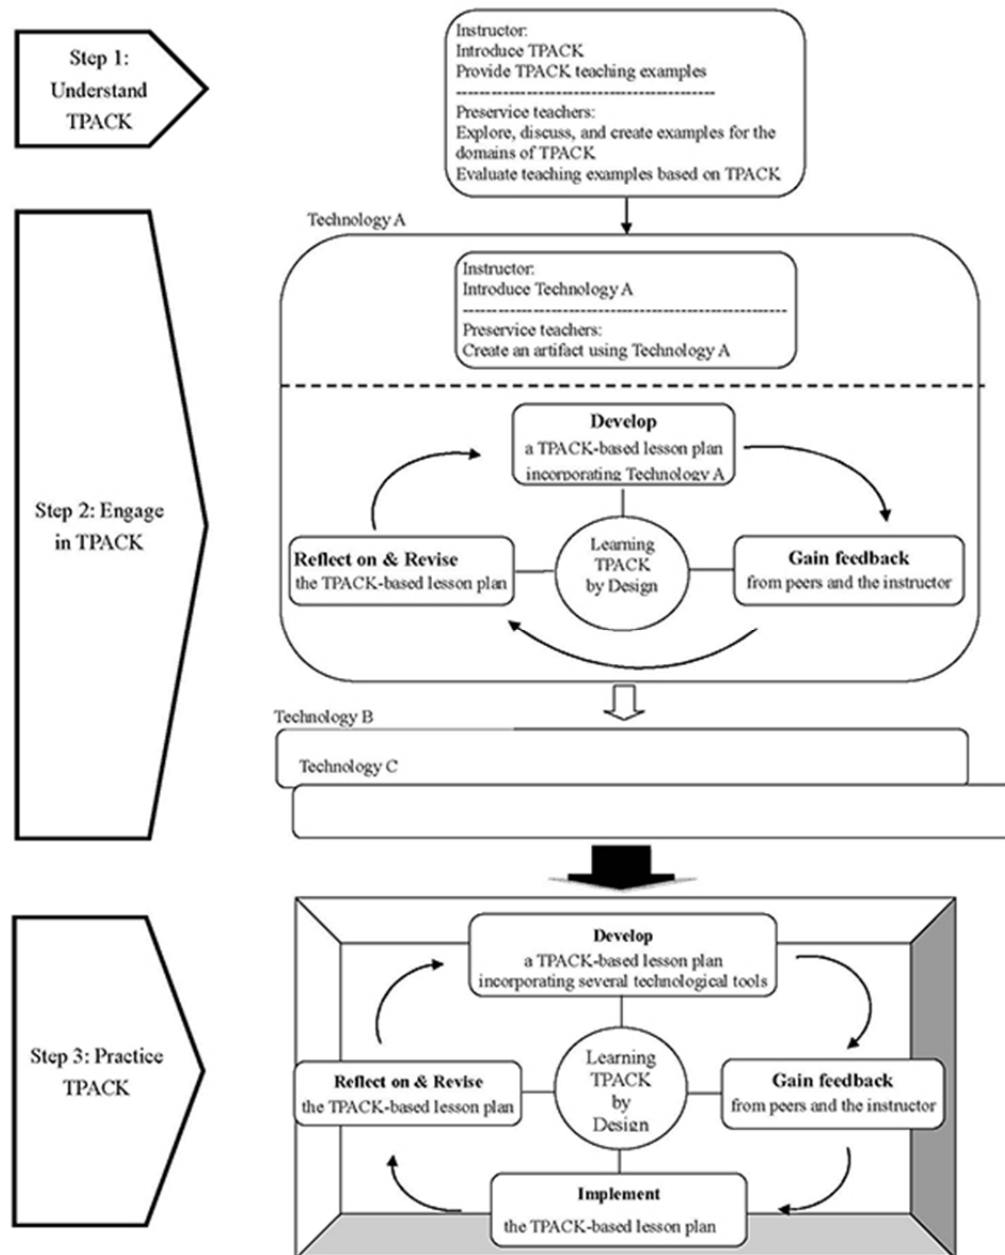 Step 1:
Understand
TPACK
Instructor:
Introduce TPACK
Provide TPACK teaching examples
Preservice teachers:
Explore, discuss, and create examples for the
domains of TPACK
Evaluate teaching examples based on TPACK
Step 2: Engage
in TPACK
Technology A
Instructor:
Introduce Technology A
Preservice teachers:
Create an artifact using Technology A
Develop
a TPACK-based lesson plan
incorporating Technology A
Reflect on & Revise
the TPACK-based lesson plan
Learning
TPACK
by Design
Gain feedback
from peers and the instructor
Technology B
Technology C
Step 3: Practice
TPACK
Develop
a TPACK-based lesson plan
incorporating several technological tools
Reflect on & Revise
the TPACK-based lesson plan
Learning
TPACK
by
Design
Gain feedback
from peers and the instructor
Implement
the TPACK-based lesson plan